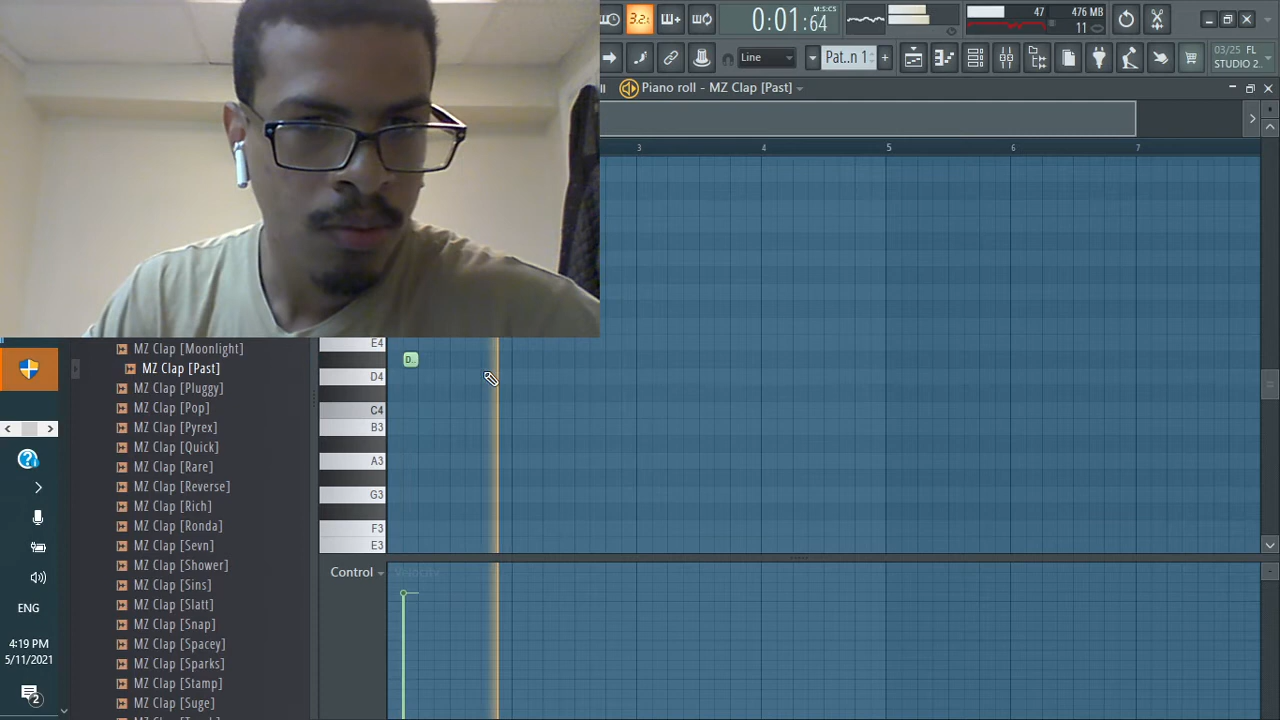 3.2.
0:01:64
M:S:CS
47
476 MB
11
Line
Pat..n 1
03/25 FL
STUDIO 2..
Piano roll - MZ Clap [Past]
3
4
5
6
7
E4
D..
D4
C4
B3
A3
G3
F3
E3
Control
Velocity
MZ Clap [Moonlight]
MZ Clap [Past]
MZ Clap [Pluggy]
MZ Clap [Pop]
MZ Clap [Pyrex]
MZ Clap [Quick]
MZ Clap [Rare]
MZ Clap [Reverse]
MZ Clap [Rich]
MZ Clap [Ronda]
MZ Clap [Sevn]
MZ Clap [Shower]
MZ Clap [Sins]
MZ Clap [Slatt]
MZ Clap [Snap]
MZ Clap [Spacey]
MZ Clap [Sparks]
MZ Clap [Stamp]
MZ Clap [Suge]
ENG
4:19 PM
5/11/2021
2